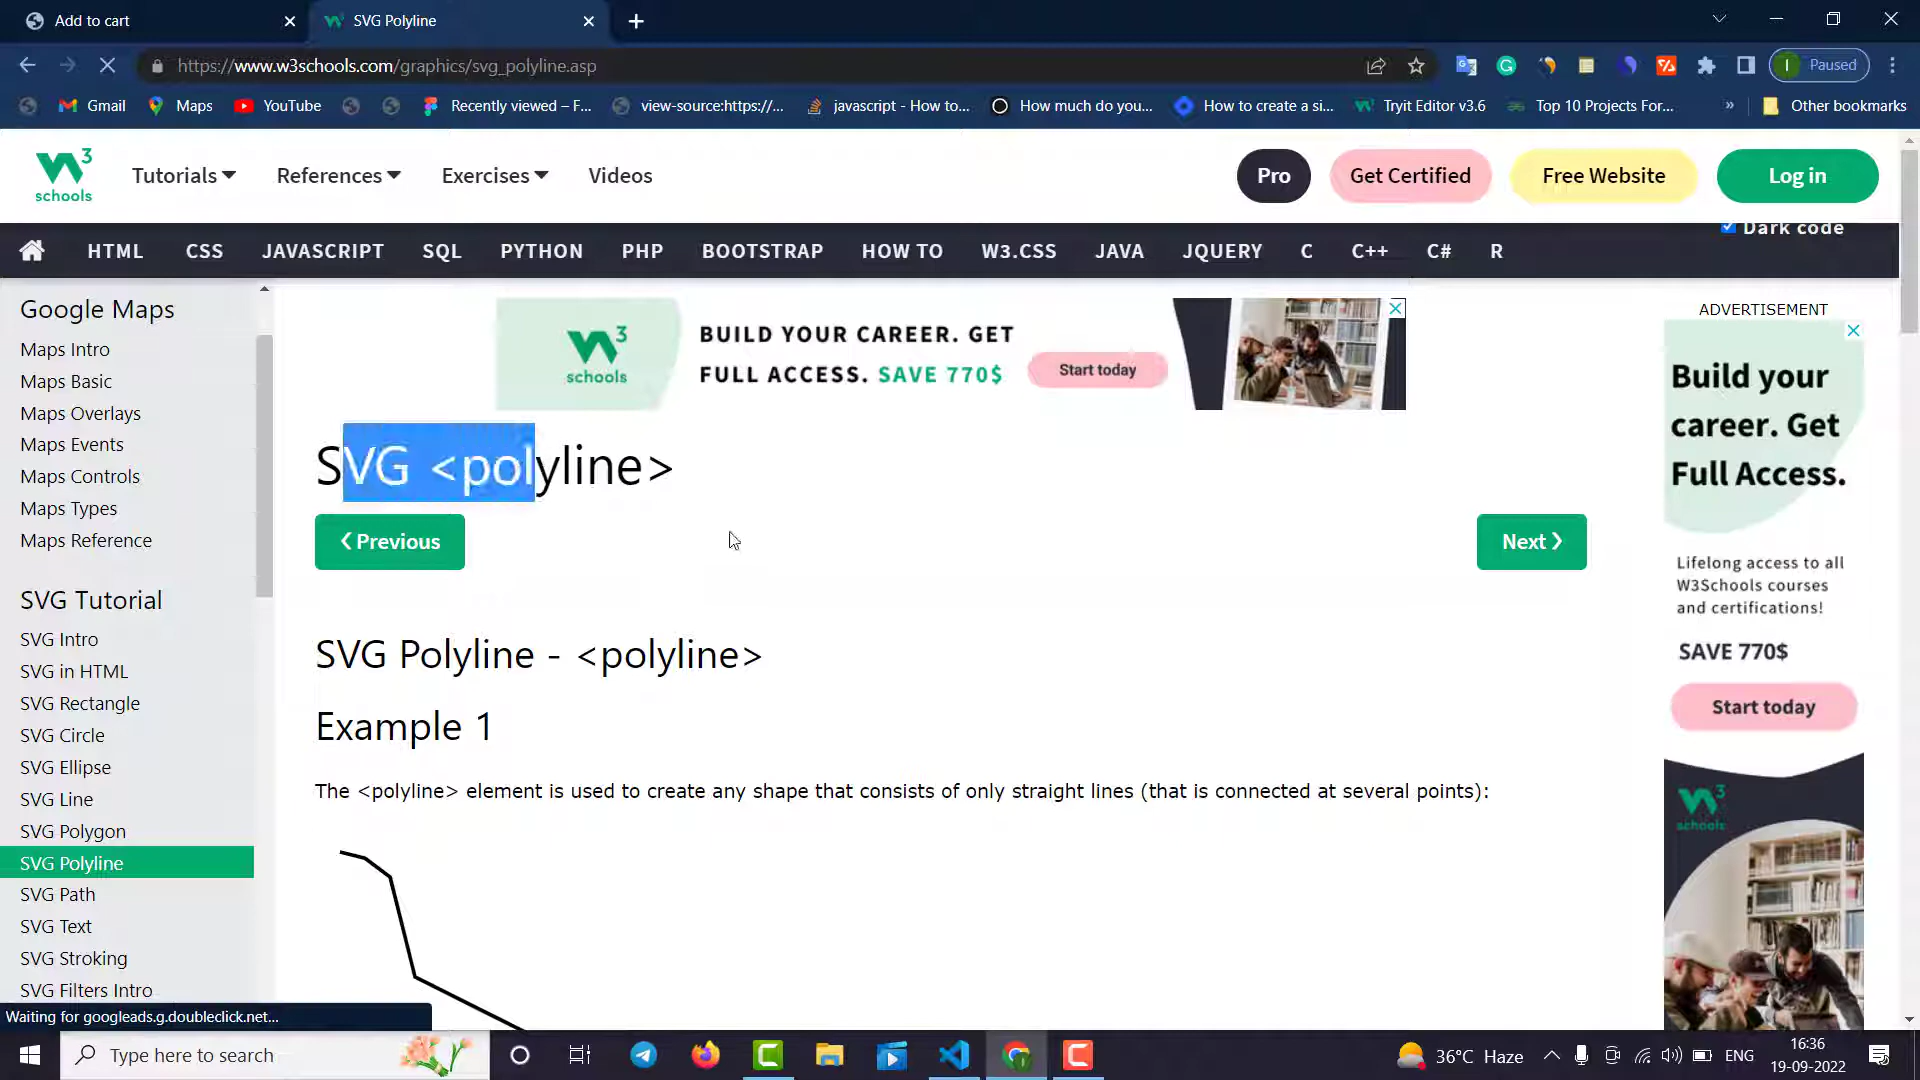 Add to cart
SVG Polyline
https://www.w3schools.com/graphics/svg_polyline.asp
I Paused
Gmail
Maps
YouTube
Recently viewed – F...
view-source:https://...
javascript - How to...
How much do you...
How to create a si...
Tryit Editor v3.6
Top 10 Projects For...
»
Other bookmarks
W3 schools
Tutorials
References
Exercises
Videos
Pro
Get Certified
Free Website
Log in
Dark code
HTML
CSS
JAVASCRIPT
SQL
PYTHON
PHP
BOOTSTRAP
HOW TO
W3.CSS
JAVA
JQUERY
C
C++
C#
R
Google Maps
Maps Intro
Maps Basic
Maps Overlays
Maps Events
Maps Controls
Maps Types
Maps Reference
SVG Tutorial
SVG Intro
SVG in HTML
SVG Rectangle
SVG Circle
SVG Ellipse
SVG Line
SVG Polygon
SVG Polyline
SVG Path
SVG Text
SVG Stroking
SVG Filters Intro
W3 schools
BUILD YOUR CAREER. GET
FULL ACCESS. SAVE 770$
Start today
SVG <polyline>
❮ Previous
Next ❯
SVG Polyline - <polyline>
Example 1
The <polyline> element is used to create any shape that consists of only straight lines (that is connected at several points):
ADVERTISEMENT
Build your
career. Get
Full Access.
Lifelong access to all
W3Schools courses
and certifications!
SAVE 770$
Start today
W3 schools
Waiting for googleads.g.doubleclick.net...
Type here to search
36°C Haze
ENG
16:36
19-09-2022